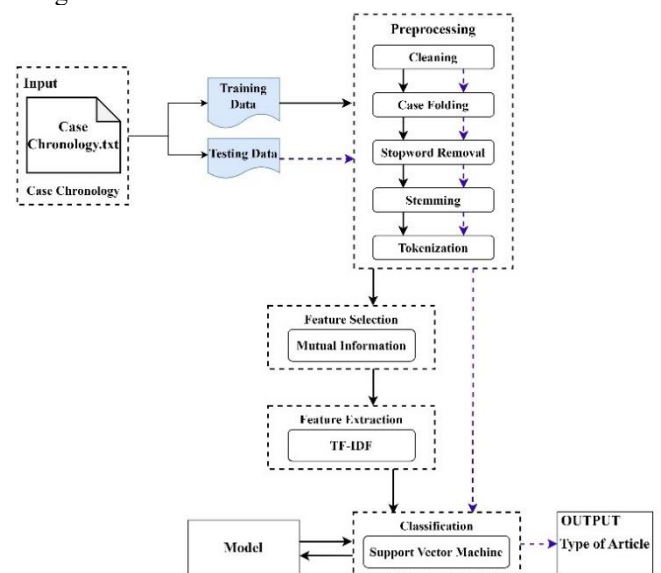 Preprocessing
Cleaning
Case Folding
Stopword Removal
Stemming
Tokenization
Input
Case
Chronology.txt
Case Chronology
Training
Data
Testing Data
Feature Selection
Mutual Information
Feature Extraction
TF-IDF
Classification
Support Vector Machine
Model
OUTPUT
Type of Article